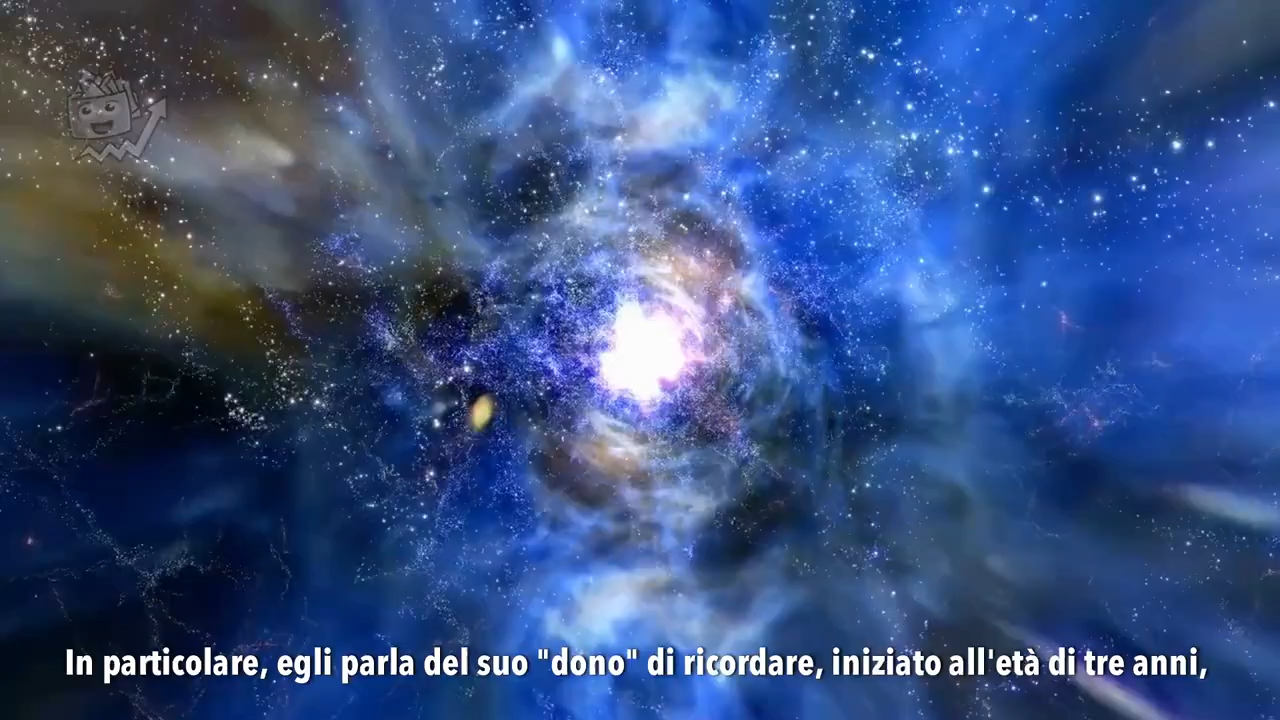 In particolare, egli parla del suo "dono" di ricordare, iniziato all'età di tre anni,